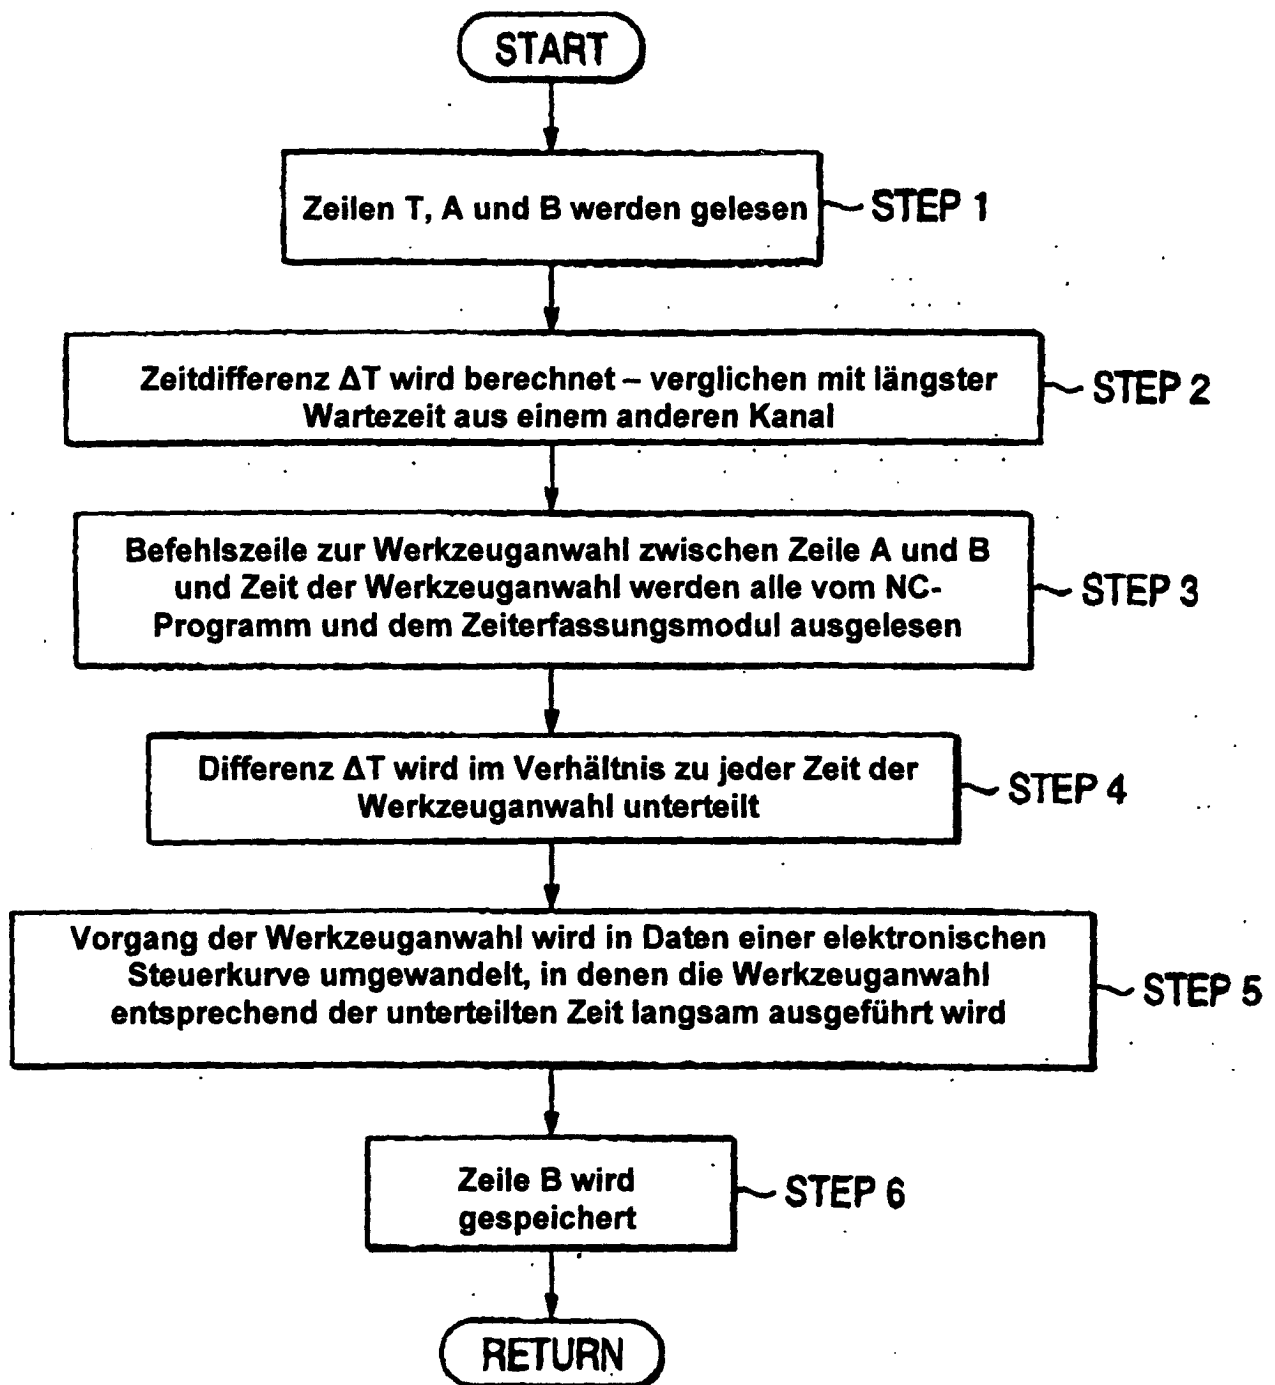 START
Zeilen T, A und B werden gelesen
STEP 1
Zeitdifferenz ΔT wird berechnet – verglichen mit längster
Wartezeit aus einem anderen Kanal
STEP 2
Befehlszeile zur Werkzeuganwahl zwischen Zeile A und B
und Zeit der Werkzeuganwahl werden alle vom NC-
Programm und dem Zeiterfassungsmodul ausgelesen
STEP 3
Differenz ΔT wird im Verhältnis zu jeder Zeit der
Werkzeuganwahl unterteilt
STEP 4
Vorgang der Werkzeuganwahl wird in Daten einer elektronischen
Steuerkurve umgewandelt, in denen die Werkzeuganwahl
entsprechend der unterteilten Zeit langsam ausgeführt wird
STEP 5
Zeile B wird
gespeichert
STEP 6
RETURN